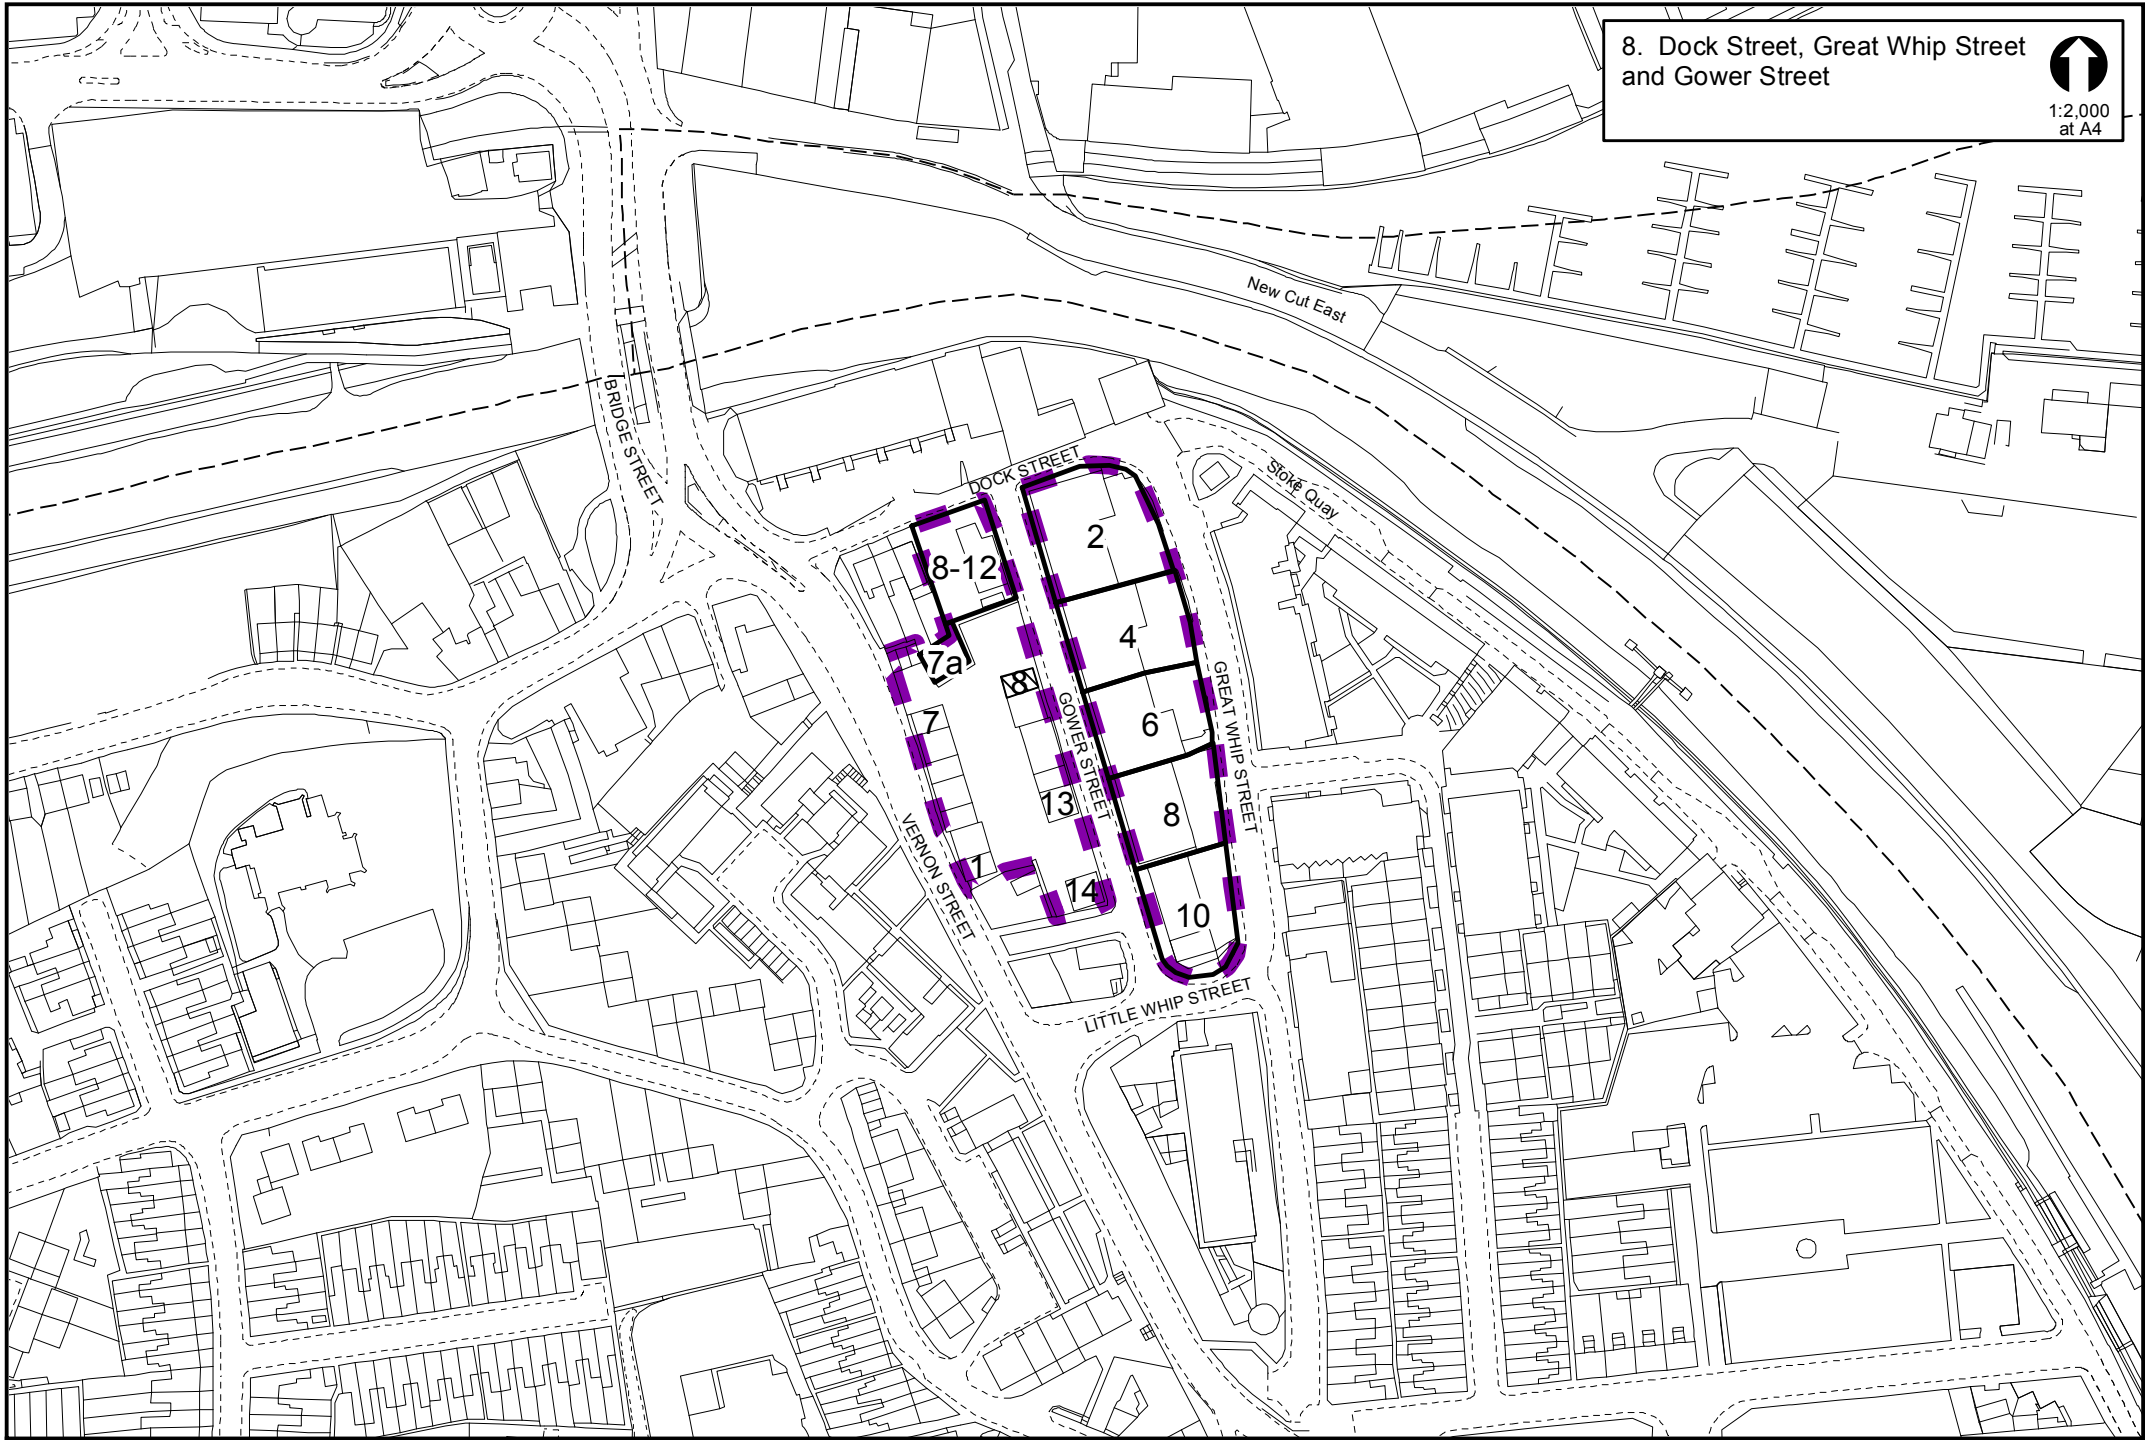 8. Dock Street, Great Whip Street
and Gower Street
1:2,000
at A4
New Cut East
BRIDGE STREET
DOCK STREET
Stoke Quay
2
8-12
4
7a
8
GREAT WHIP STREET
GOWER STREET
7
6
13
8
VERNON STREET
1
14
10
LITTLE WHIP STREET